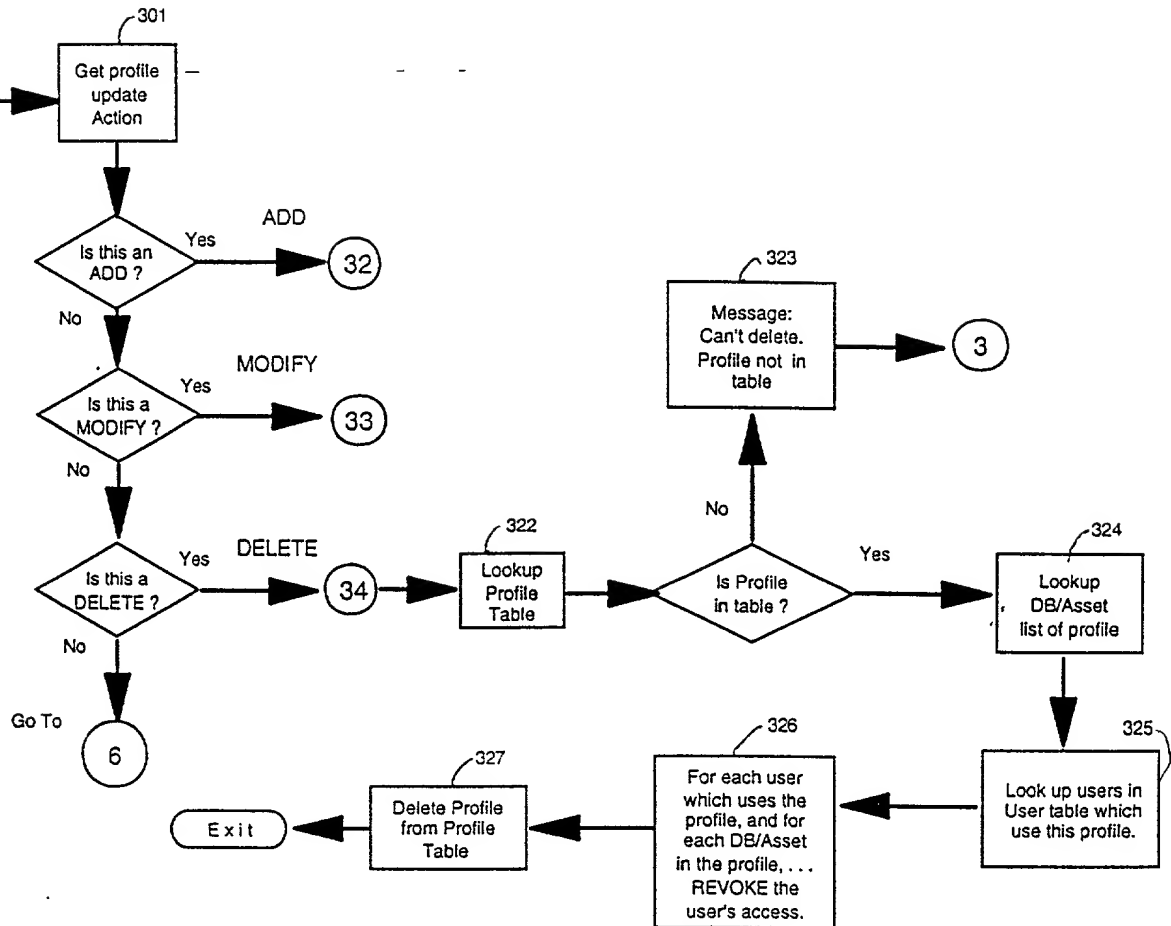 301
Get profile
update
Action
Is this an
ADD ?
Yes
ADD
32
No
Is this a
MODIFY ?
Yes
MODIFY
33
No
Is this a
DELETE ?
Yes
DELETE
34
322
Lookup
Profile
Table
Is Profile
in table ?
No
323
Message:
Can't delete.
Profile not in
table
3
Yes
324
Lookup
DB/Asset
list of profile
325
Look up users in
User table which
use this profile.
326
For each user
which uses the
profile, and for
each DB/Asset
in the profile, ...
REVOKE the
user's access.
327
Delete Profile
from Profile
Table
Exit
No
Go To
6